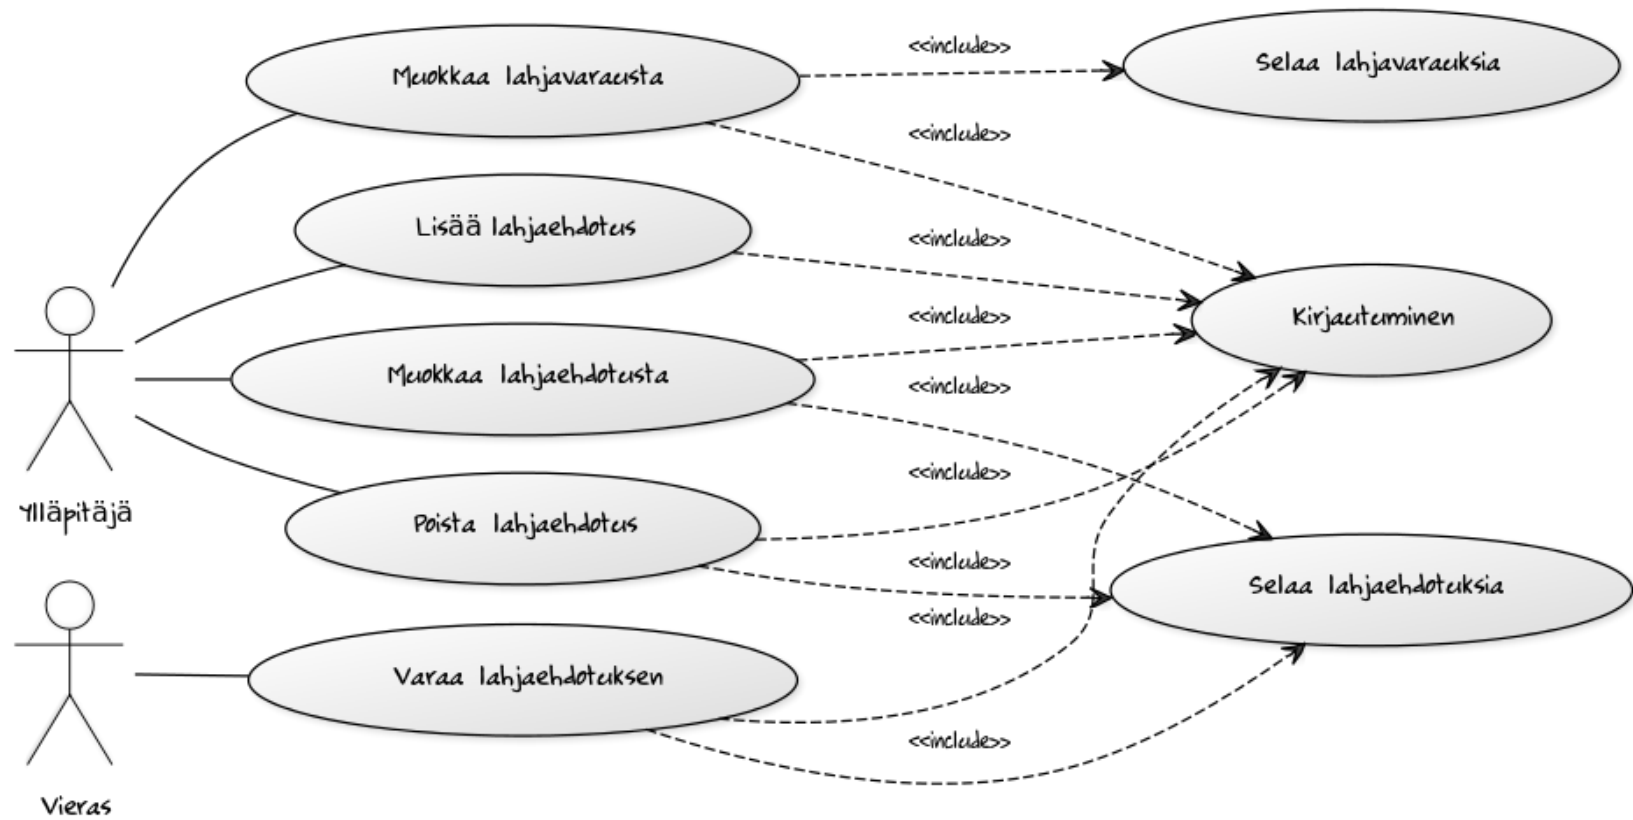 Muokkaa lahjavarausta
<<include>>
Selaa lahjavarauksia
<<include>>
Lisää lahjaehdotus
<<include>>
<<include>>
Kirjautuminen
Muokkaa lahjaehdotusta
<<include>>
<<include>>
Ylläpitäjä
Poista lahjaehdotus
<<include>>
Selaa lahjaehdotuksia
<<include>>
Varaa lahjaehdotuksen
<<include>>
Vieras